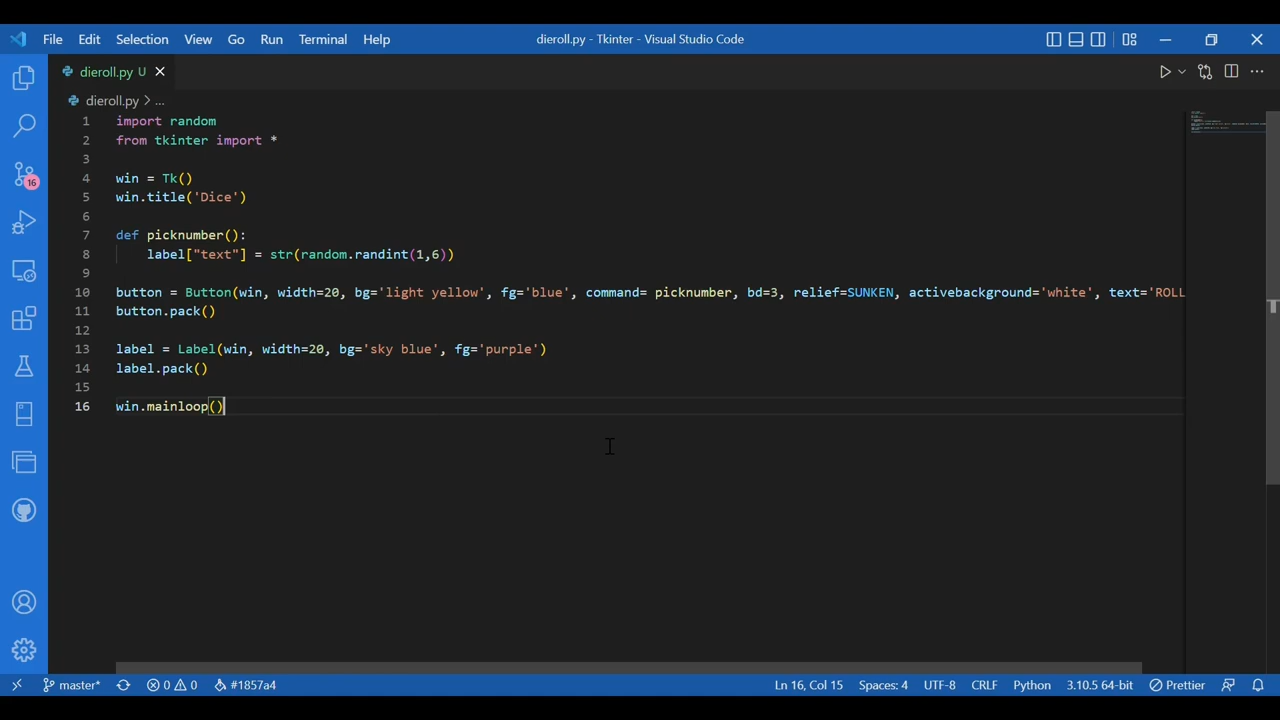 File Edit Selection View Go Run Terminal Help dieroll.py - Tkinter - Visual Studio Code
dieroll.py U
dieroll.py > ...
1 import random
2 from tkinter import *
3
4 win = Tk()
5 win.title('Dice')
6
7 def picknumber():
8 label["text"] = str(random.randint(1,6))
9
10 button = Button(win, width=20, bg='light yellow', fg='blue', command= picknumber, bd=3, relief=SUNKEN, activebackground='white', text='ROLL
11 button.pack()
12
13 label = Label(win, width=20, bg='sky blue', fg='purple')
14 label.pack()
15
16 win.mainloop()
16
master* 0 0 #1857a4 Ln 16, Col 15 Spaces: 4 UTF-8 CRLF Python 3.10.5 64-bit Prettier